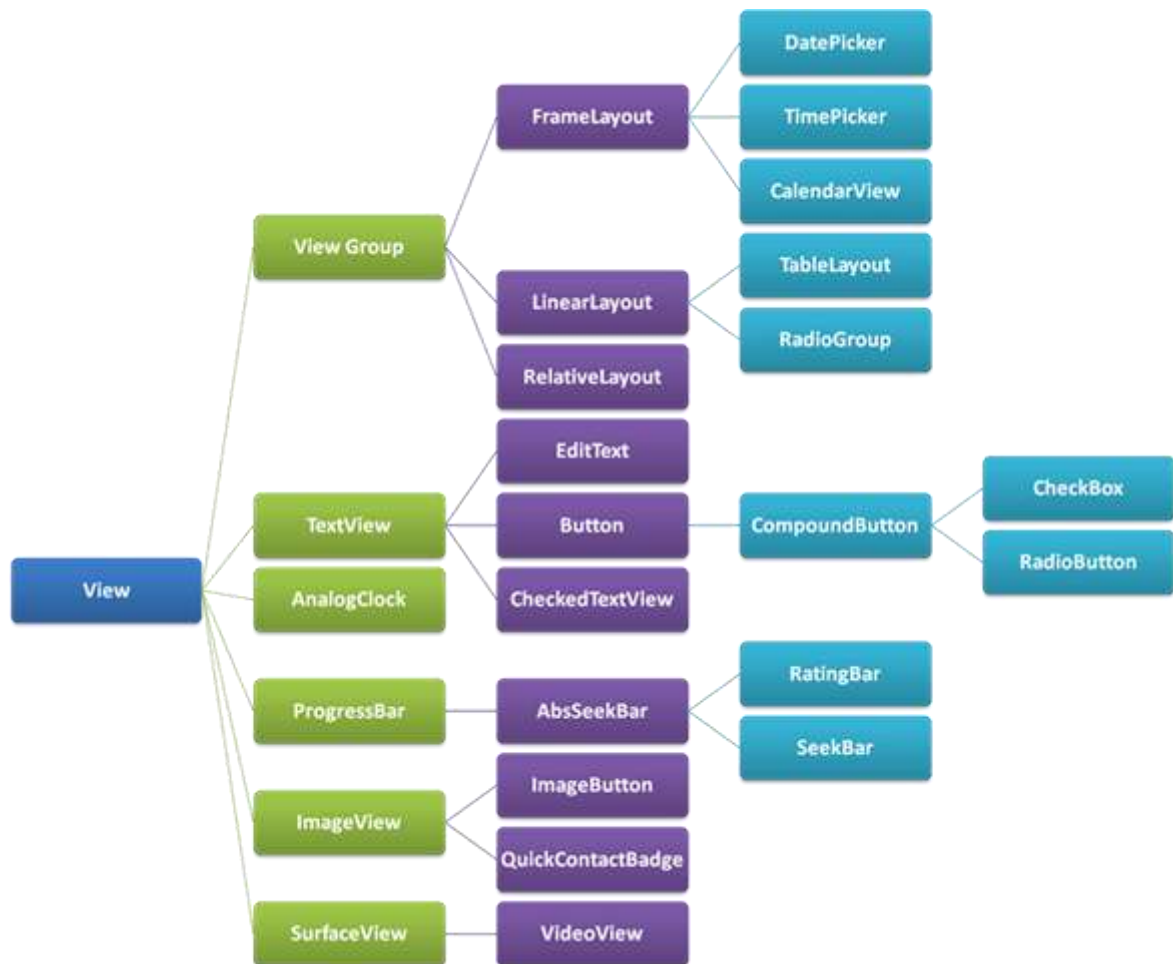 DatePicker
FrameLayout
TimePicker
CalendarView
View Group
TableLayout
LinearLayout
RadioGroup
RelativeLayout
EditText
CheckBox
TextView
Button
CompoundButton
RadioButton
View
AnalogClock
CheckedTextView
RatingBar
ProgressBar
AbsSeekBar
SeekBar
ImageButton
ImageView
QuickContactBadge
SurfaceView
VideoView